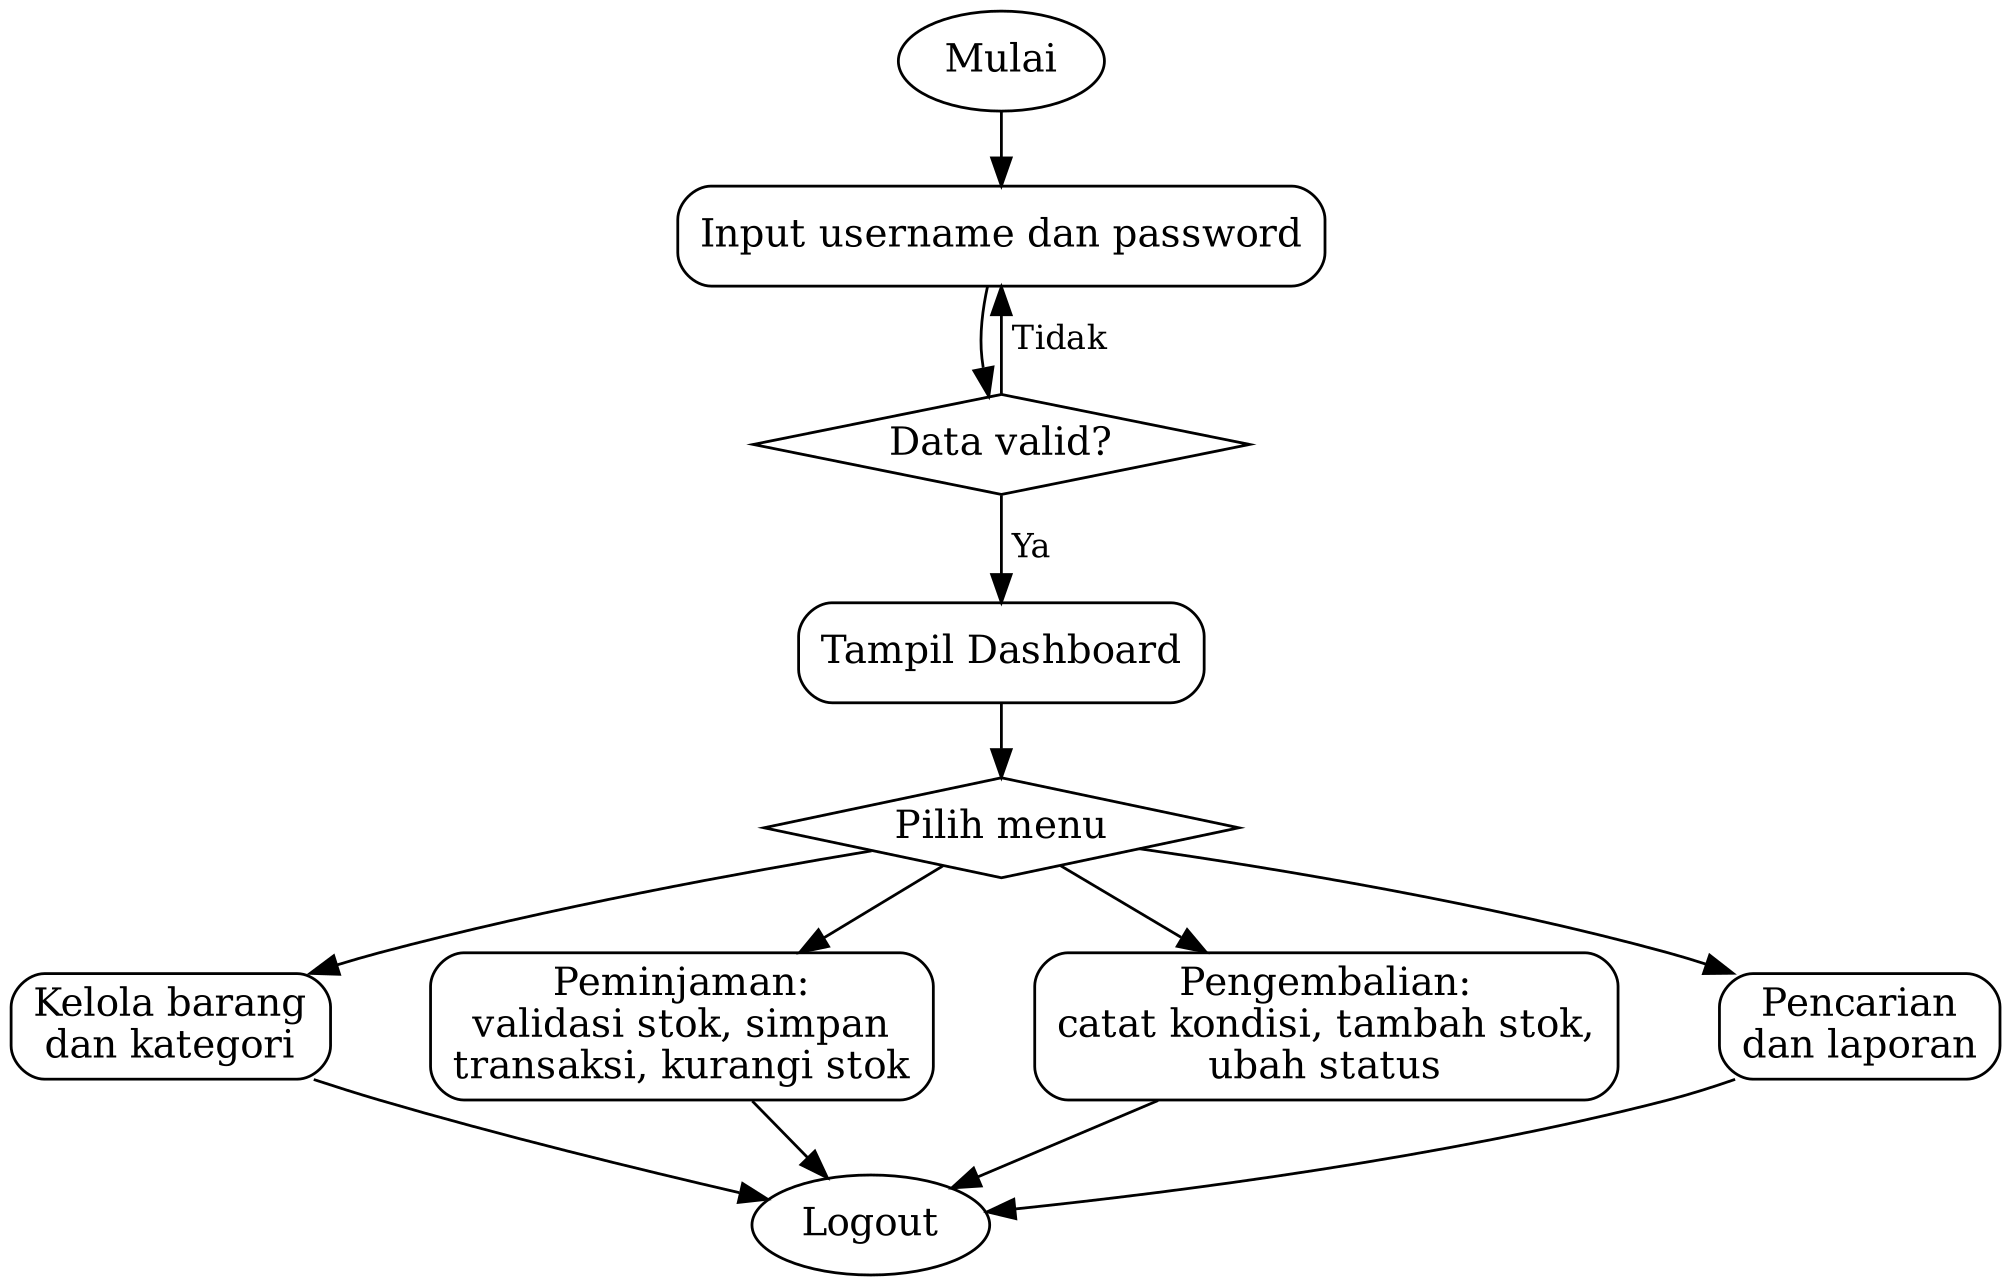 Mulai
Input username dan password
Tidak
Data valid?
Ya
Tampil Dashboard
Pilih menu
Kelola barang
dan kategori
Peminjaman:
validasi stok, simpan
transaksi, kurangi stok
Pengembalian:
catat kondisi, tambah stok,
ubah status
Pencarian
dan laporan
Logout